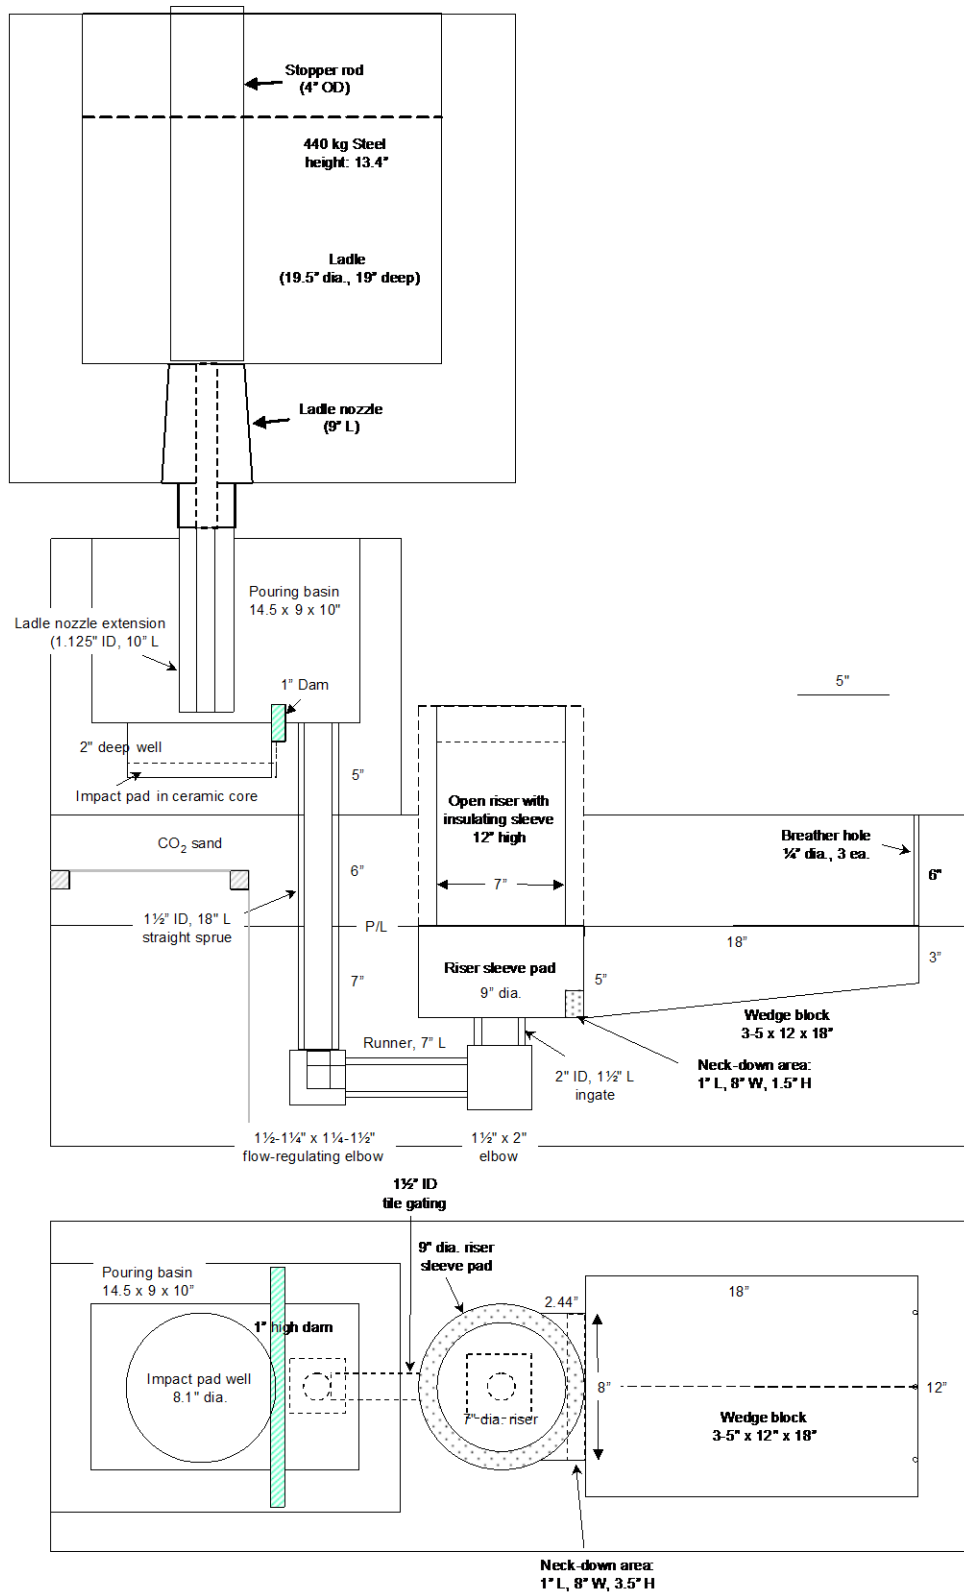 Stopper rod
(4" OD)
440 kg Steel
height: 13.4"
Ladle
(19.5" dia., 19" deep)
Ladle nozzle
(9" L)
Pouring basin
14.5 x 9 x 10"
Ladle nozzle extension
(1.125" ID, 10" L
1" Dam
5"
2" deep well
5"
Impact pad in ceramic core
Open riser with
insulating sleeve
12" high
Breather hole
¼" dia., 3 ea.
CO2 sand
6"
6"
7"
1½" ID, 18" L
straight sprue
P/L
18"
3"
Riser sleeve pad
9" dia.
5"
7"
Wedge block
3-5 x 12 x 18"
Runner, 7" L
Neck-down area:
1" L, 8" W, 1.5" H
2" ID, 1½" L
ingate
1½-1¼" x 1¼-1½"
flow-regulating elbow
1½" x 2"
elbow
1½" ID
tile gating
9" dia. riser
sleeve pad
Pouring basin
14.5 x 9 x 10"
18"
2.44"
1" high dam
Impact pad well
8.1" dia.
8"
12"
7" dia. riser
Wedge block
3-5" x 12" x 18"
Neck-down area:
1" L, 8" W, 3.5" H